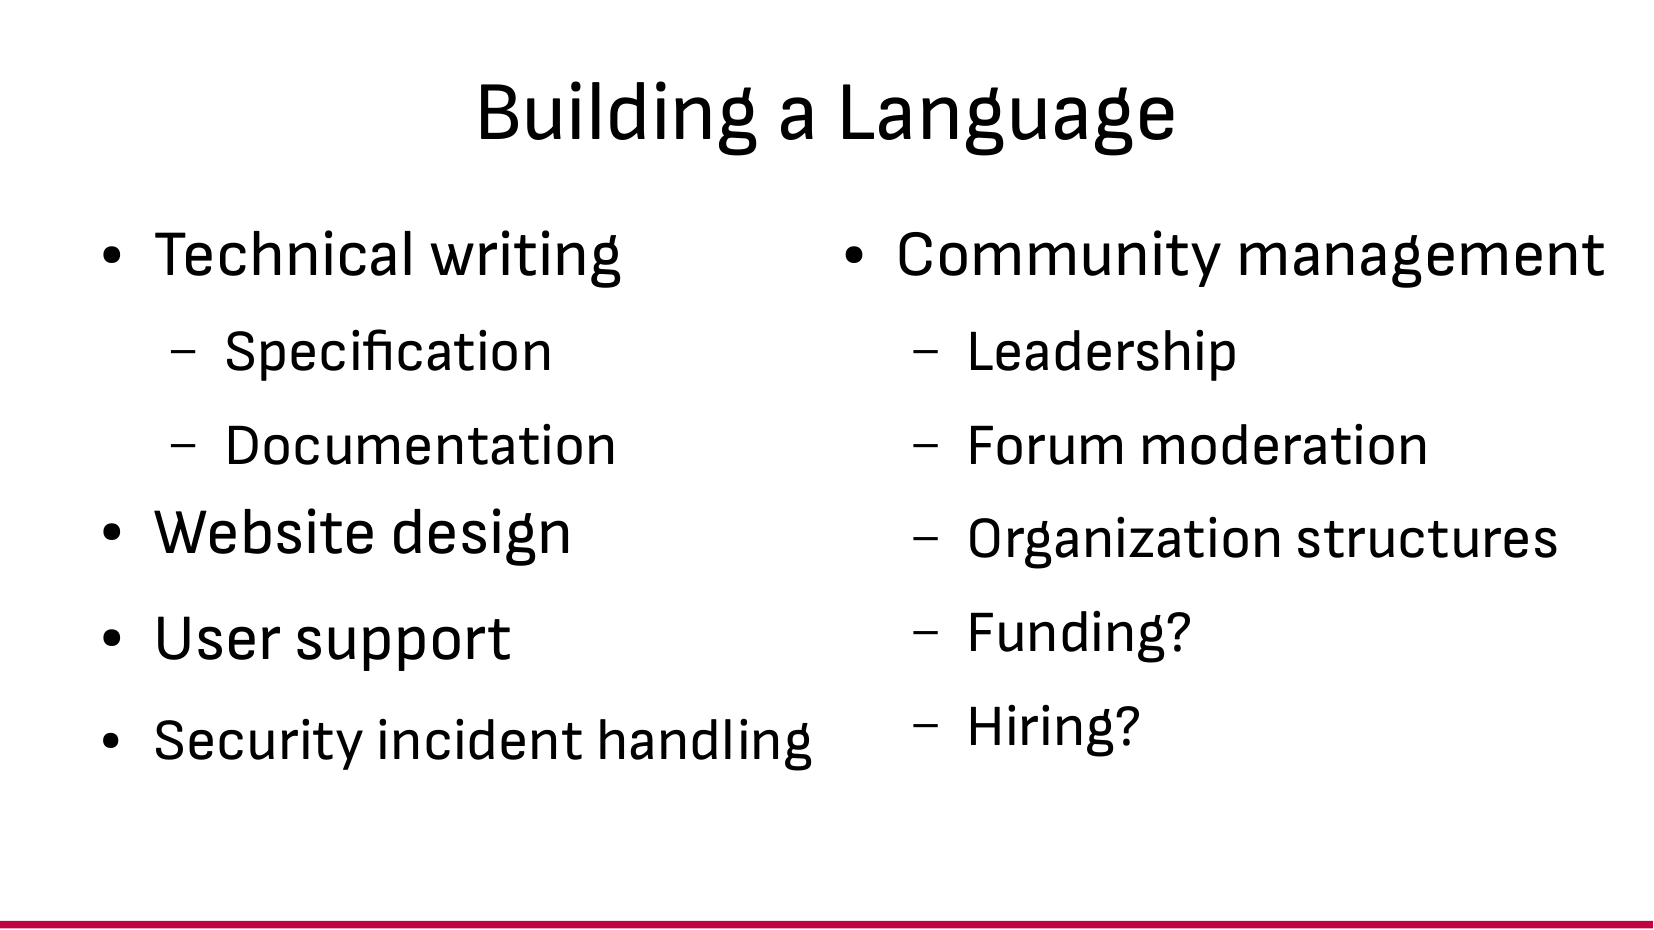 Building a Language
• Technical writing
– Specification
– Documentation
• Website design
• User support
• Security incident handling
• Community management
– Leadership
– Forum moderation
– Organization structures
– Funding?
– Hiring?